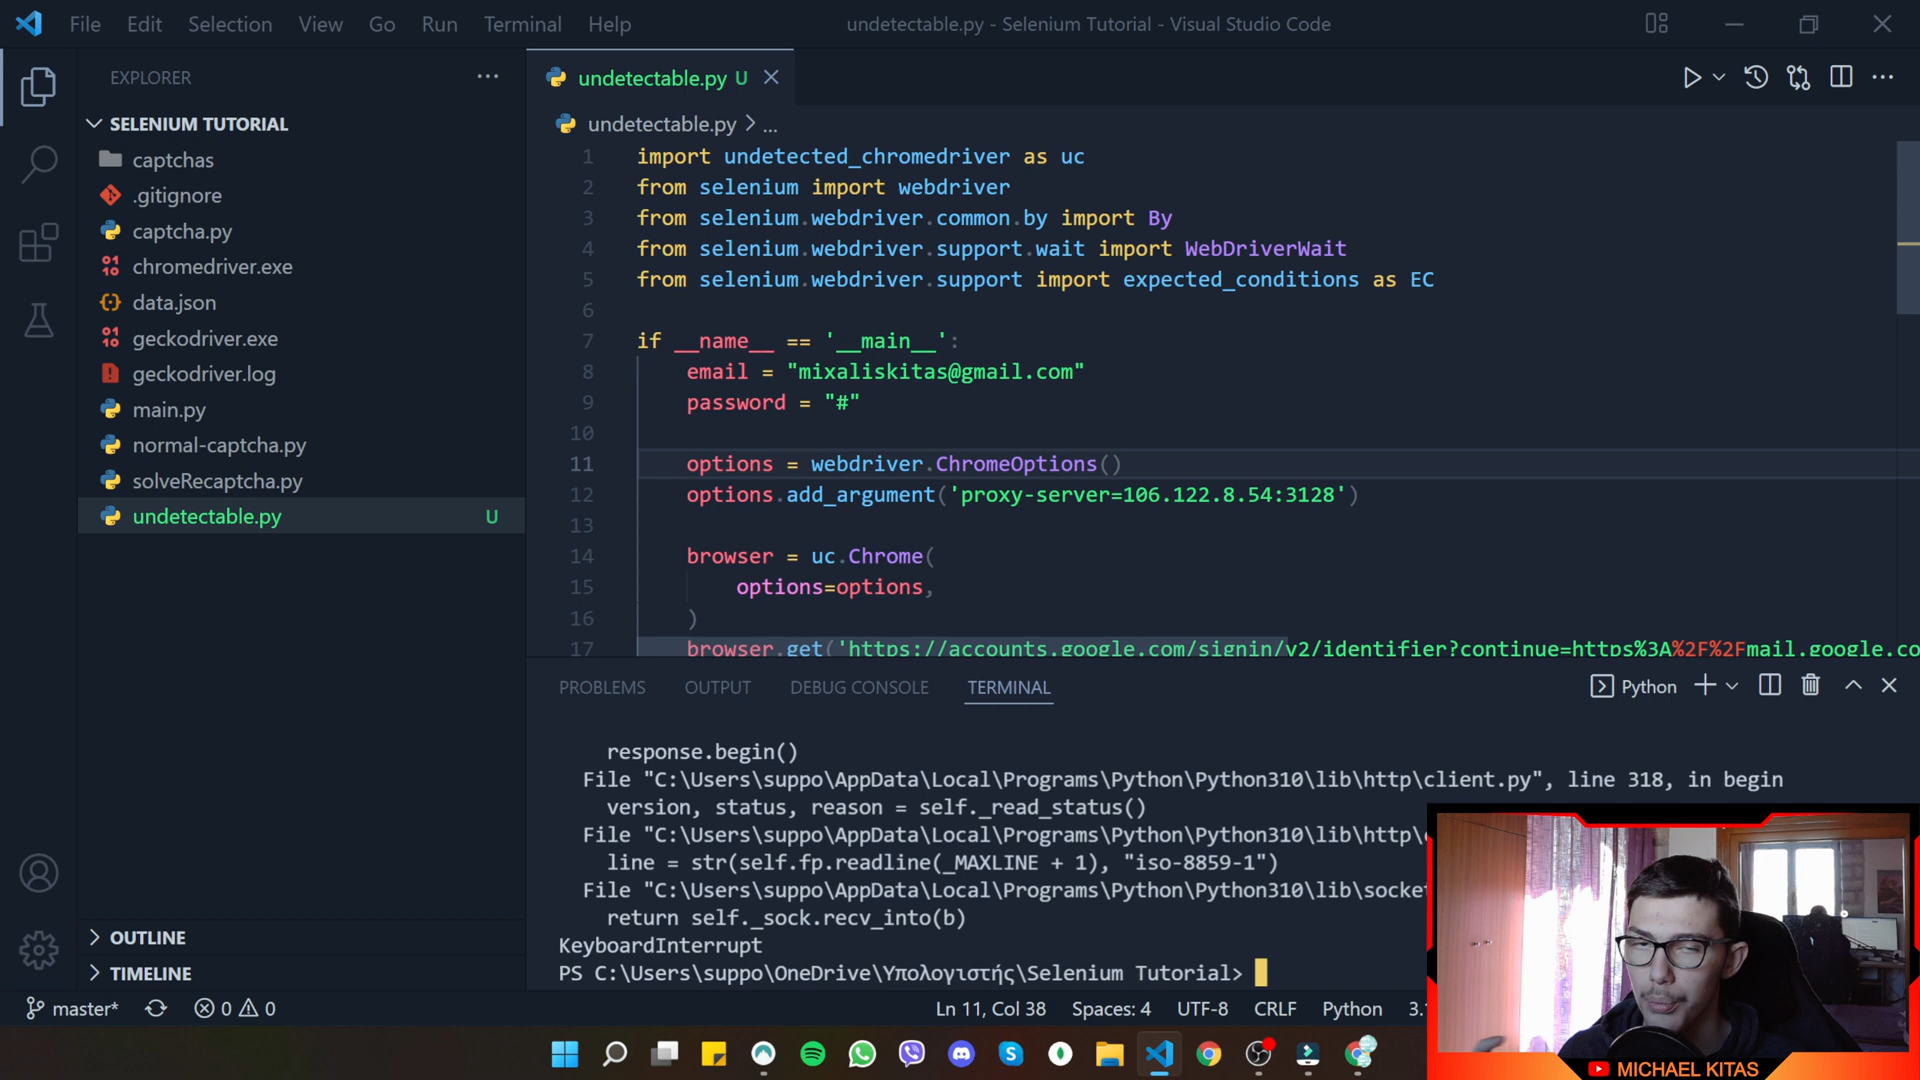 File Edit Selection View Go Run Terminal Help
undetectable.py - Selenium Tutorial - Visual Studio Code
EXPLORER
SELENIUM TUTORIAL
captchas
.gitignore
captcha.py
chromedriver.exe
data.json
geckodriver.exe
geckodriver.log
main.py
normal-captcha.py
solveRecaptcha.py
undetectable.py U
OUTLINE
TIMELINE
undetectable.py U
undetectable.py > ...
1 import undetected_chromedriver as uc
2 from selenium import webdriver
3 from selenium.webdriver.common.by import By
4 from selenium.webdriver.support.wait import WebDriverWait
5 from selenium.webdriver.support import expected_conditions as EC
6
7 if __name__ == '__main__':
8 email = "mixaliskitas@gmail.com"
9 password = "#"
10
11 options = webdriver.ChromeOptions()
12 options.add_argument('proxy-server=106.122.8.54:3128')
13
14 browser = uc.Chrome(
15 options=options,
16 )
17 browser.get('https://accounts.google.com/signin/v2/identifier?continue=https%3A%2F%2Fmail.google.co
PROBLEMS OUTPUT DEBUG CONSOLE TERMINAL
Python
response.begin()
File "C:\Users\suppo\AppData\Local\Programs\Python\Python310\lib\http\client.py", line 318, in begin
version, status, reason = self._read_status()
File "C:\Users\suppo\AppData\Local\Programs\Python\Python310\lib\http\
line = str(self.fp.readline(_MAXLINE + 1), "iso-8859-1")
File "C:\Users\suppo\AppData\Local\Programs\Python\Python310\lib\socket
return self._sock.recv_into(b)
KeyboardInterrupt
PS C:\Users\suppo\OneDrive\Υπολογιστής\Selenium Tutorial>
master* 0 0
Ln 11, Col 38 Spaces: 4 UTF-8 CRLF Python 3.
MICHAEL KITAS